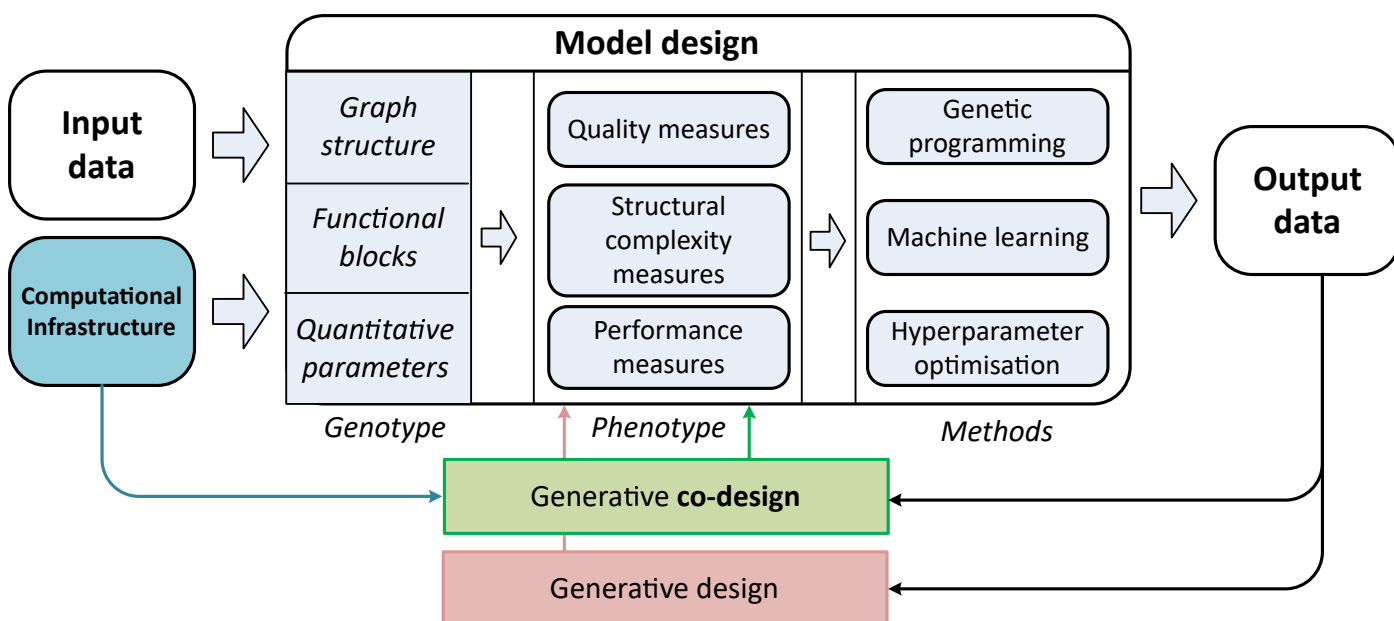 Model design
Input
data
Computational
Infrastructure
Graph
structure
Functional
blocks
Quantitative
parameters
Genotype
Quality measures
Structural
complexity
measures
Performance
measures
Phenotype
Genetic
programming
Machine learning
Hyperparameter
optimisation
Methods
Output
data
Generative co-design
Generative design